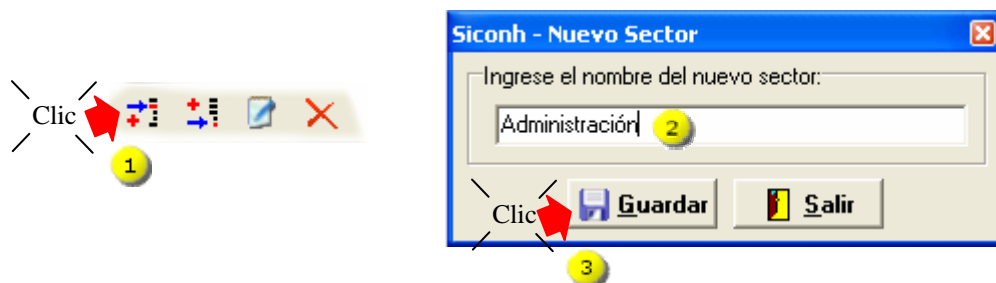 Siconh - Nuevo Sector
Ingrese el nombre del nuevo sector:
Clic
1
Administración
2
Clic
Guardar
Salir
3